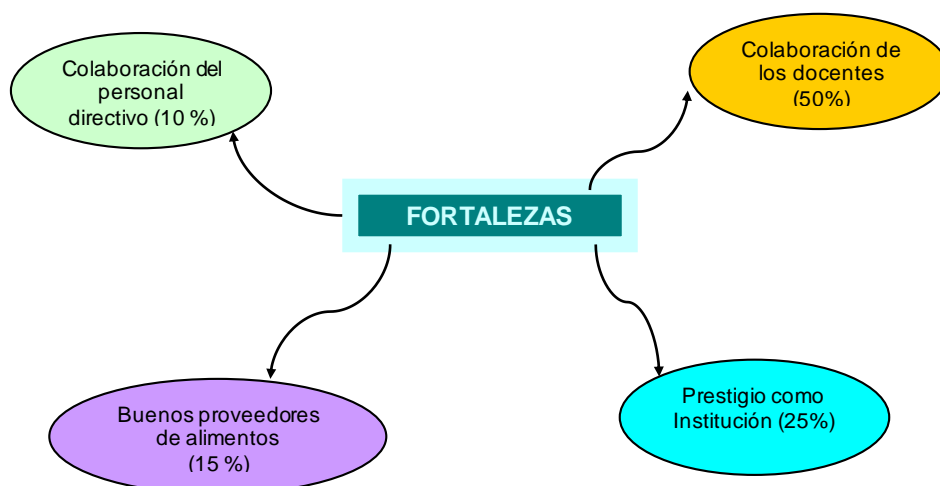 Colaboración del
personal
directivo (10 %)
Colaboración de
los docentes
(50%)
FORTALEZAS
Buenos proveedores
de alimentos
(15 %)
Prestigio como
Institución (25%)